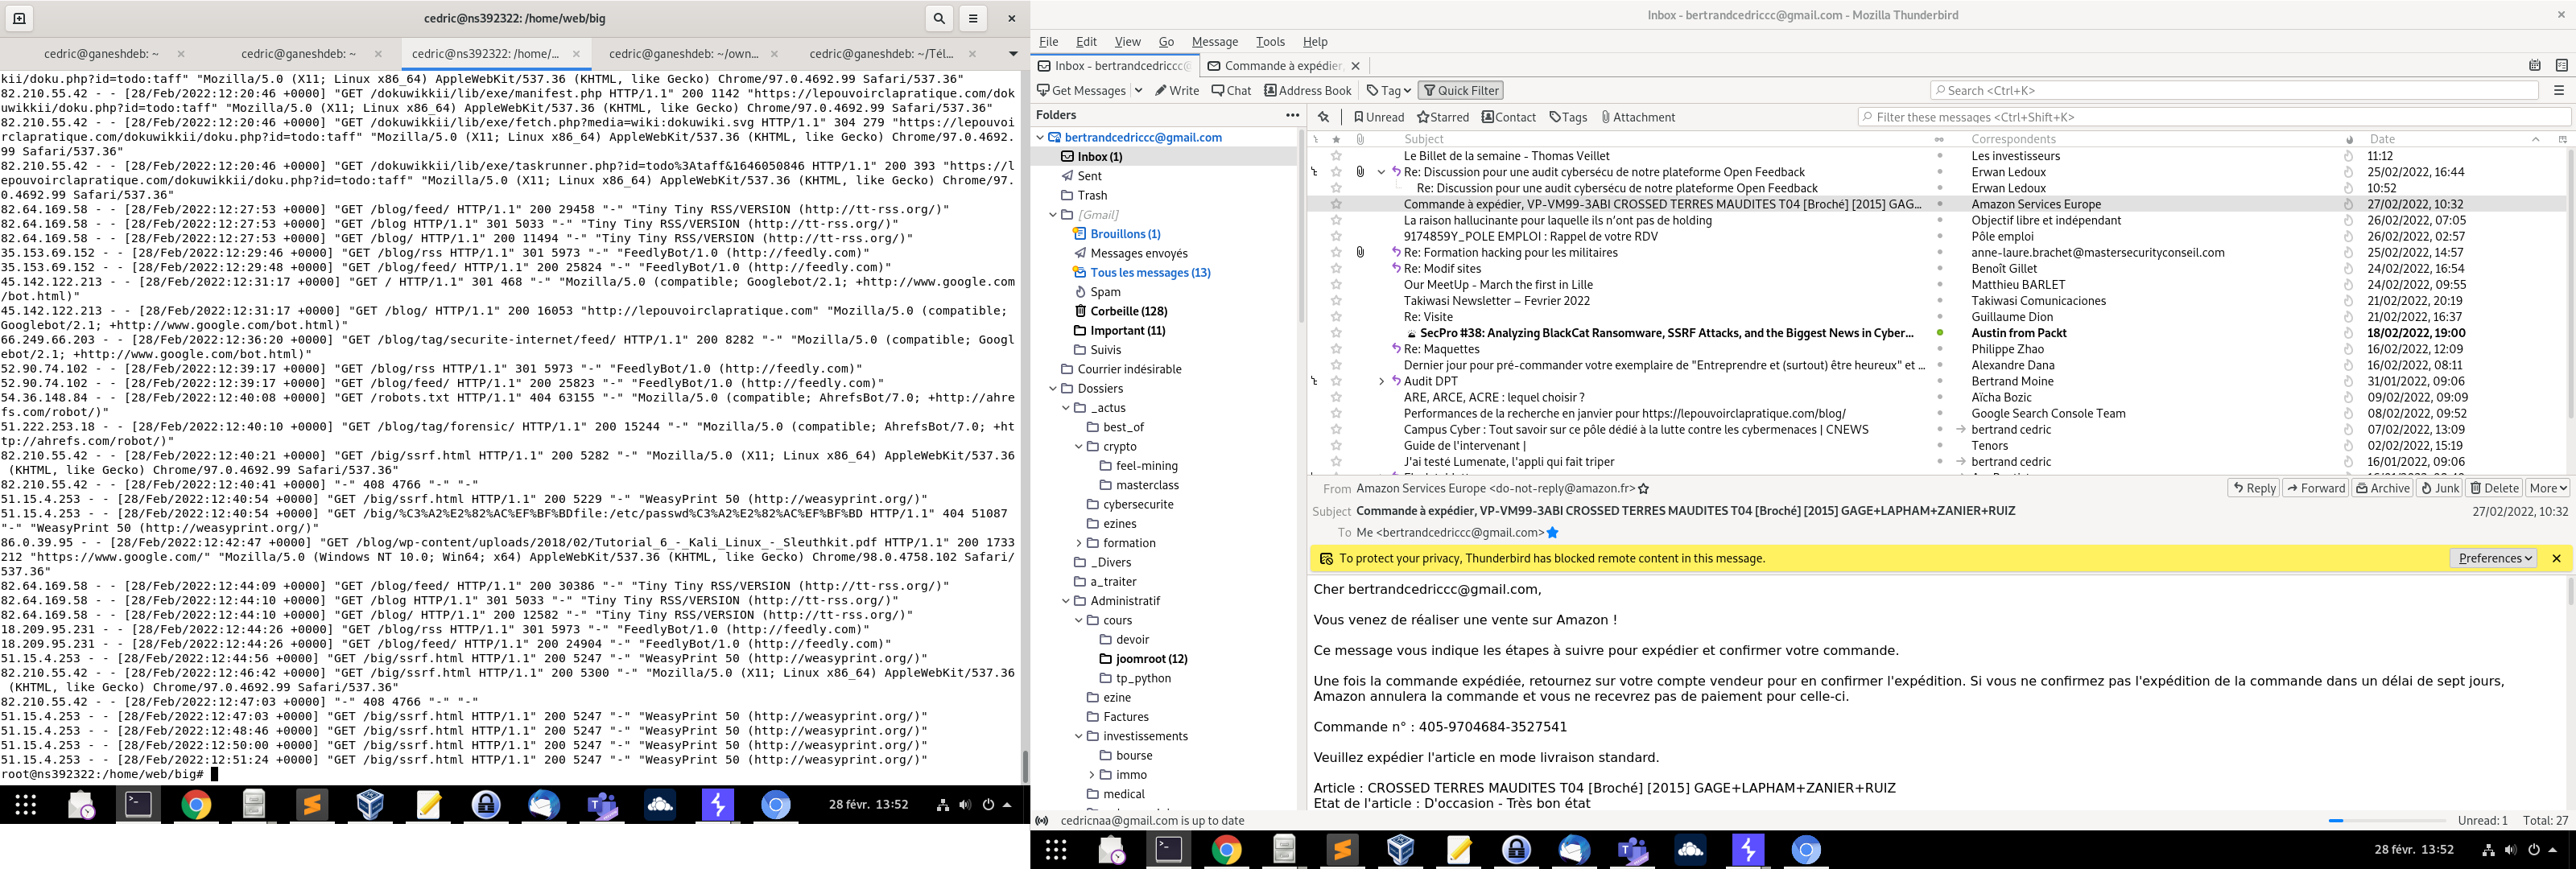 cedric@ns392322: /home/web/big
cedric@ganeshdeb: ~
cedric@ganeshdeb: ~
cedric@ns392322: /home/...
cedric@ganeshdeb: ~/own...
cedric@ganeshdeb: ~/Tél...
kii/doku.php?id=todo:taff" "Mozilla/5.0 (X11; Linux x86_64) AppleWebKit/537.36 (KHTML, like Gecko) Chrome/97.0.4692.99 Safari/537.36"
82.210.55.42 - - [28/Feb/2022:12:20:46 +0000] "GET /dokuwikkii/lib/exe/manifest.php HTTP/1.1" 200 1142 "https://lepouvoirclapratique.com/dok
uwikkii/doku.php?id=todo:taff" "Mozilla/5.0 (X11; Linux x86_64) AppleWebKit/537.36 (KHTML, like Gecko) Chrome/97.0.4692.99 Safari/537.36"
82.210.55.42 - - [28/Feb/2022:12:20:46 +0000] "GET /dokuwikkii/lib/exe/fetch.php?media=wiki:dokuwiki.svg HTTP/1.1" 304 279 "https://lepouvoi
rclapratique.com/dokuwikkii/doku.php?id=todo:taff" "Mozilla/5.0 (X11; Linux x86_64) AppleWebKit/537.36 (KHTML, like Gecko) Chrome/97.0.4692.
99 Safari/537.36"
82.210.55.42 - - [28/Feb/2022:12:20:46 +0000] "GET /dokuwikkii/lib/exe/taskrunner.php?id=todo%3Ataff&1646050846 HTTP/1.1" 200 393 "https://l
epouvoirclapratique.com/dokuwikkii/doku.php?id=todo:taff" "Mozilla/5.0 (X11; Linux x86_64) AppleWebKit/537.36 (KHTML, like Gecko) Chrome/97.
0.4692.99 Safari/537.36"
82.64.169.58 - - [28/Feb/2022:12:27:53 +0000] "GET /blog/feed/ HTTP/1.1" 200 29458 "-" "Tiny Tiny RSS/VERSION (http://tt-rss.org/)"
82.64.169.58 - - [28/Feb/2022:12:27:53 +0000] "GET /blog HTTP/1.1" 301 5033 "-" "Tiny Tiny RSS/VERSION (http://tt-rss.org/)"
82.64.169.58 - - [28/Feb/2022:12:27:53 +0000] "GET /blog/ HTTP/1.1" 200 11494 "-" "Tiny Tiny RSS/VERSION (http://tt-rss.org/)"
35.153.69.152 - - [28/Feb/2022:12:29:46 +0000] "GET /blog/rss HTTP/1.1" 301 5973 "-" "FeedlyBot/1.0 (http://feedly.com)"
35.153.69.152 - - [28/Feb/2022:12:29:48 +0000] "GET /blog/feed/ HTTP/1.1" 200 25824 "-" "FeedlyBot/1.0 (http://feedly.com)"
45.142.122.213 - - [28/Feb/2022:12:31:17 +0000] "GET / HTTP/1.1" 301 468 "-" "Mozilla/5.0 (compatible; Googlebot/2.1; +http://www.google.com
/bot.html)"
45.142.122.213 - - [28/Feb/2022:12:31:17 +0000] "GET /blog/ HTTP/1.1" 200 16053 "http://lepouvoirclapratique.com" "Mozilla/5.0 (compatible;
Googlebot/2.1; +http://www.google.com/bot.html)"
66.249.66.203 - - [28/Feb/2022:12:36:20 +0000] "GET /blog/tag/securite-internet/feed/ HTTP/1.1" 200 8282 "-" "Mozilla/5.0 (compatible; Googl
ebot/2.1; +http://www.google.com/bot.html)"
52.90.74.102 - - [28/Feb/2022:12:39:17 +0000] "GET /blog/rss HTTP/1.1" 301 5973 "-" "FeedlyBot/1.0 (http://feedly.com)"
52.90.74.102 - - [28/Feb/2022:12:39:17 +0000] "GET /blog/feed/ HTTP/1.1" 200 25823 "-" "FeedlyBot/1.0 (http://feedly.com)"
54.36.148.84 - - [28/Feb/2022:12:40:08 +0000] "GET /robots.txt HTTP/1.1" 404 63155 "-" "Mozilla/5.0 (compatible; AhrefsBot/7.0; +http://ahre
fs.com/robot/)"
51.222.253.18 - - [28/Feb/2022:12:40:10 +0000] "GET /blog/tag/forensic/ HTTP/1.1" 200 15244 "-" "Mozilla/5.0 (compatible; AhrefsBot/7.0; +ht
tp://ahrefs.com/robot/)"
82.210.55.42 - - [28/Feb/2022:12:40:21 +0000] "GET /big/ssrf.html HTTP/1.1" 200 5282 "-" "Mozilla/5.0 (X11; Linux x86_64) AppleWebKit/537.36
(KHTML, like Gecko) Chrome/97.0.4692.99 Safari/537.36"
82.210.55.42 - - [28/Feb/2022:12:40:41 +0000] "-" 408 4766 "-" "-"
51.15.4.253 - - [28/Feb/2022:12:40:54 +0000] "GET /big/ssrf.html HTTP/1.1" 200 5229 "-" "WeasyPrint 50 (http://weasyprint.org/)"
51.15.4.253 - - [28/Feb/2022:12:40:54 +0000] "GET /big/%C3%A2%E2%82%AC%EF%BF%BDfile:/etc/passwd%C3%A2%E2%82%AC%EF%BF%BD HTTP/1.1" 404 51087
"-" "WeasyPrint 50 (http://weasyprint.org/)"
86.0.39.95 - - [28/Feb/2022:12:42:47 +0000] "GET /blog/wp-content/uploads/2018/02/Tutorial_6_-_Kali_Linux_-_Sleuthkit.pdf HTTP/1.1" 200 1733
212 "https://www.google.com/" "Mozilla/5.0 (Windows NT 10.0; Win64; x64) AppleWebKit/537.36 (KHTML, like Gecko) Chrome/98.0.4758.102 Safari/
537.36"
82.64.169.58 - - [28/Feb/2022:12:44:09 +0000] "GET /blog/feed/ HTTP/1.1" 200 30386 "-" "Tiny Tiny RSS/VERSION (http://tt-rss.org/)"
82.64.169.58 - - [28/Feb/2022:12:44:10 +0000] "GET /blog HTTP/1.1" 301 5033 "-" "Tiny Tiny RSS/VERSION (http://tt-rss.org/)"
82.64.169.58 - - [28/Feb/2022:12:44:10 +0000] "GET /blog/ HTTP/1.1" 200 12582 "-" "Tiny Tiny RSS/VERSION (http://tt-rss.org/)"
18.209.95.231 - - [28/Feb/2022:12:44:26 +0000] "GET /blog/rss HTTP/1.1" 301 5973 "-" "FeedlyBot/1.0 (http://feedly.com)"
18.209.95.231 - - [28/Feb/2022:12:44:26 +0000] "GET /blog/feed/ HTTP/1.1" 200 24904 "-" "FeedlyBot/1.0 (http://feedly.com)"
51.15.4.253 - - [28/Feb/2022:12:44:56 +0000] "GET /big/ssrf.html HTTP/1.1" 200 5247 "-" "WeasyPrint 50 (http://weasyprint.org/)"
82.210.55.42 - - [28/Feb/2022:12:46:42 +0000] "GET /big/ssrf.html HTTP/1.1" 200 5300 "-" "Mozilla/5.0 (X11; Linux x86_64) AppleWebKit/537.36
(KHTML, like Gecko) Chrome/97.0.4692.99 Safari/537.36"
82.210.55.42 - - [28/Feb/2022:12:47:03 +0000] "-" 408 4766 "-" "-"
51.15.4.253 - - [28/Feb/2022:12:47:03 +0000] "GET /big/ssrf.html HTTP/1.1" 200 5247 "-" "WeasyPrint 50 (http://weasyprint.org/)"
51.15.4.253 - - [28/Feb/2022:12:48:46 +0000] "GET /big/ssrf.html HTTP/1.1" 200 5247 "-" "WeasyPrint 50 (http://weasyprint.org/)"
51.15.4.253 - - [28/Feb/2022:12:50:00 +0000] "GET /big/ssrf.html HTTP/1.1" 200 5247 "-" "WeasyPrint 50 (http://weasyprint.org/)"
51.15.4.253 - - [28/Feb/2022:12:51:24 +0000] "GET /big/ssrf.html HTTP/1.1" 200 5247 "-" "WeasyPrint 50 (http://weasyprint.org/)"
root@ns392322:/home/web/big#
28 févr. 13:52
Inbox - bertrandcedriccc@gmail.com - Mozilla Thunderbird
File Edit View Go Message Tools Help
Inbox - bertrandcedriccc@
Commande à expédier,
Get Messages Write Chat Address Book Tag Quick Filter
Search <Ctrl+K>
Folders
bertrandcedriccc@gmail.com
Inbox (1)
Sent
Trash
[Gmail]
Brouillons (1)
Messages envoyés
Tous les messages (13)
Spam
Corbeille (128)
Important (11)
Suivis
Courrier indésirable
Dossiers
_actus
best_of
crypto
feel-mining
masterclass
cybersecurite
ezines
formation
_Divers
a_traiter
Administratif
cours
devoir
joomroot (12)
tp_python
ezine
Factures
investissements
bourse
immo
medical
Unread Starred Contact Tags Attachment
Filter these messages <Ctrl+Shift+K>
Subject Correspondents Date
Le Billet de la semaine - Thomas Veillet Les investisseurs 11:12
Re: Discussion pour une audit cybersécu de notre plateforme Open Feedback Erwan Ledoux 25/02/2022, 16:44
Re: Discussion pour une audit cybersécu de notre plateforme Open Feedback Erwan Ledoux 10:52
Commande à expédier, VP-VM99-3ABI CROSSED TERRES MAUDITES T04 [Broché] [2015] GAG... Amazon Services Europe 27/02/2022, 10:32
La raison hallucinante pour laquelle ils n’ont pas de holding Objectif libre et indépendant 26/02/2022, 07:05
9174859Y_POLE EMPLOI : Rappel de votre RDV Pôle emploi 26/02/2022, 02:57
Re: Formation hacking pour les militaires anne-laure.brachet@mastersecurityconseil.com 25/02/2022, 14:57
Re: Modif sites Benoît Gillet 24/02/2022, 16:54
Our MeetUp - March the first in Lille Matthieu BARLET 24/02/2022, 09:55
Takiwasi Newsletter – Fevrier 2022 Takiwasi Comunicaciones 21/02/2022, 20:19
Re: Visite Guillaume Dion 21/02/2022, 16:37
SecPro #38: Analyzing BlackCat Ransomware, SSRF Attacks, and the Biggest News in Cyber... Austin from Packt 18/02/2022, 19:00
Re: Maquettes Philippe Zhao 16/02/2022, 12:09
Dernier jour pour pré-commander votre exemplaire de "Entreprendre et (surtout) être heureux" et ... Alexandre Dana 16/02/2022, 08:11
Audit DPT Bertrand Moine 31/01/2022, 09:06
ARE, ARCE, ACRE : lequel choisir ? Aïcha Bozic 09/02/2022, 09:09
Performances de la recherche en janvier pour https://lepouvoirclapratique.com/blog/ Google Search Console Team 08/02/2022, 09:52
Campus Cyber : Tout savoir sur ce pôle dédié à la lutte contre les cybermenaces | CNEWS bertrand cedric 07/02/2022, 13:09
Guide de l'intervenant | Tenors 02/02/2022, 15:19
J'ai testé Lumenate, l'appli qui fait triper bertrand cedric 16/01/2022, 09:06
From Amazon Services Europe <do-not-reply@amazon.fr>
Reply Forward Archive Junk Delete More
Subject Commande à expédier, VP-VM99-3ABI CROSSED TERRES MAUDITES T04 [Broché] [2015] GAGE+LAPHAM+ZANIER+RUIZ
27/02/2022, 10:32
To Me <bertrandcedriccc@gmail.com>
To protect your privacy, Thunderbird has blocked remote content in this message.
Preferences
Cher bertrandcedriccc@gmail.com,
Vous venez de réaliser une vente sur Amazon !
Ce message vous indique les étapes à suivre pour expédier et confirmer votre commande.
Une fois la commande expédiée, retournez sur votre compte vendeur pour en confirmer l'expédition. Si vous ne confirmez pas l'expédition de la commande dans un délai de sept jours,
Amazon annulera la commande et vous ne recevrez pas de paiement pour celle-ci.
Commande n° : 405-9704684-3527541
Veuillez expédier l'article en mode livraison standard.
Article : CROSSED TERRES MAUDITES T04 [Broché] [2015] GAGE+LAPHAM+ZANIER+RUIZ
Etat de l'article : D'occasion - Très bon état
cedricnaa@gmail.com is up to date
Unread: 1 Total: 27
28 févr. 13:52